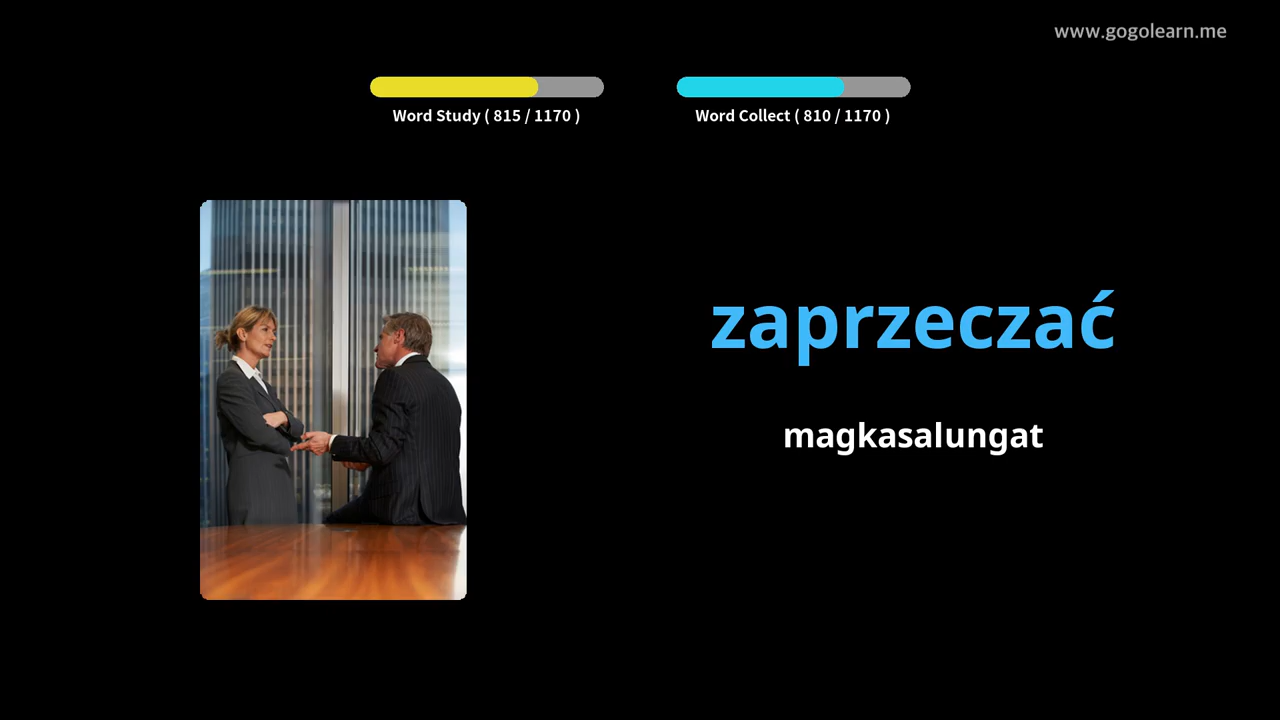 www.gogolearn.me
Word Study ( 815 / 1170 )
Word Collect ( 810 / 1170 )
zaprzeczać
magkasalungat